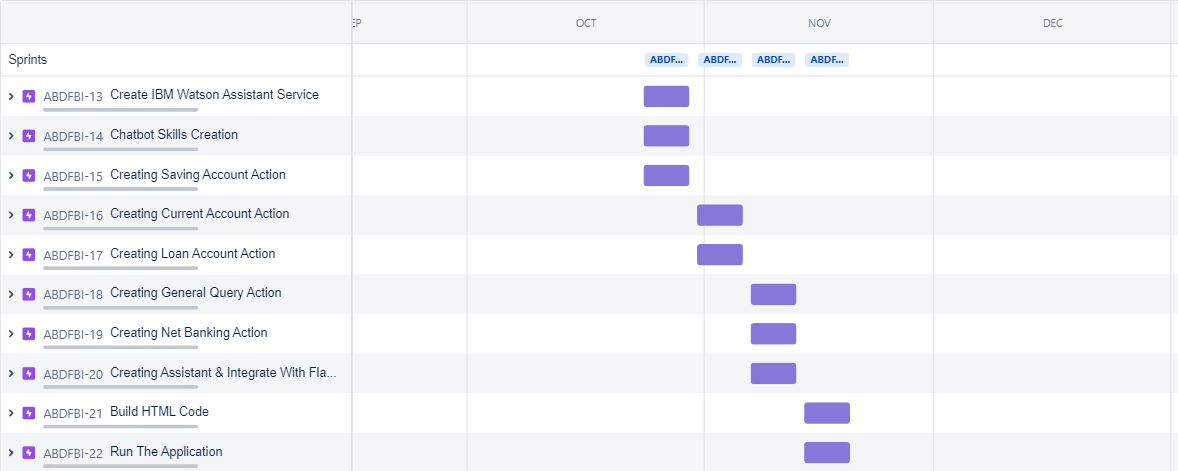 EP OCT NOV DEC
Sprints ABDF... ABDF... ABDF... ABDF...
ABDFBI-13 Create IBM Watson Assistant Service
ABDFBI-14 Chatbot Skills Creation
ABDFBI-15 Creating Saving Account Action
ABDFBI-16 Creating Current Account Action
ABDFBI-17 Creating Loan Account Action
ABDFBI-18 Creating General Query Action
ABDFBI-19 Creating Net Banking Action
ABDFBI-20 Creating Assistant & Integrate With Fla...
ABDFBI-21 Build HTML Code
ABDFBI-22 Run The Application